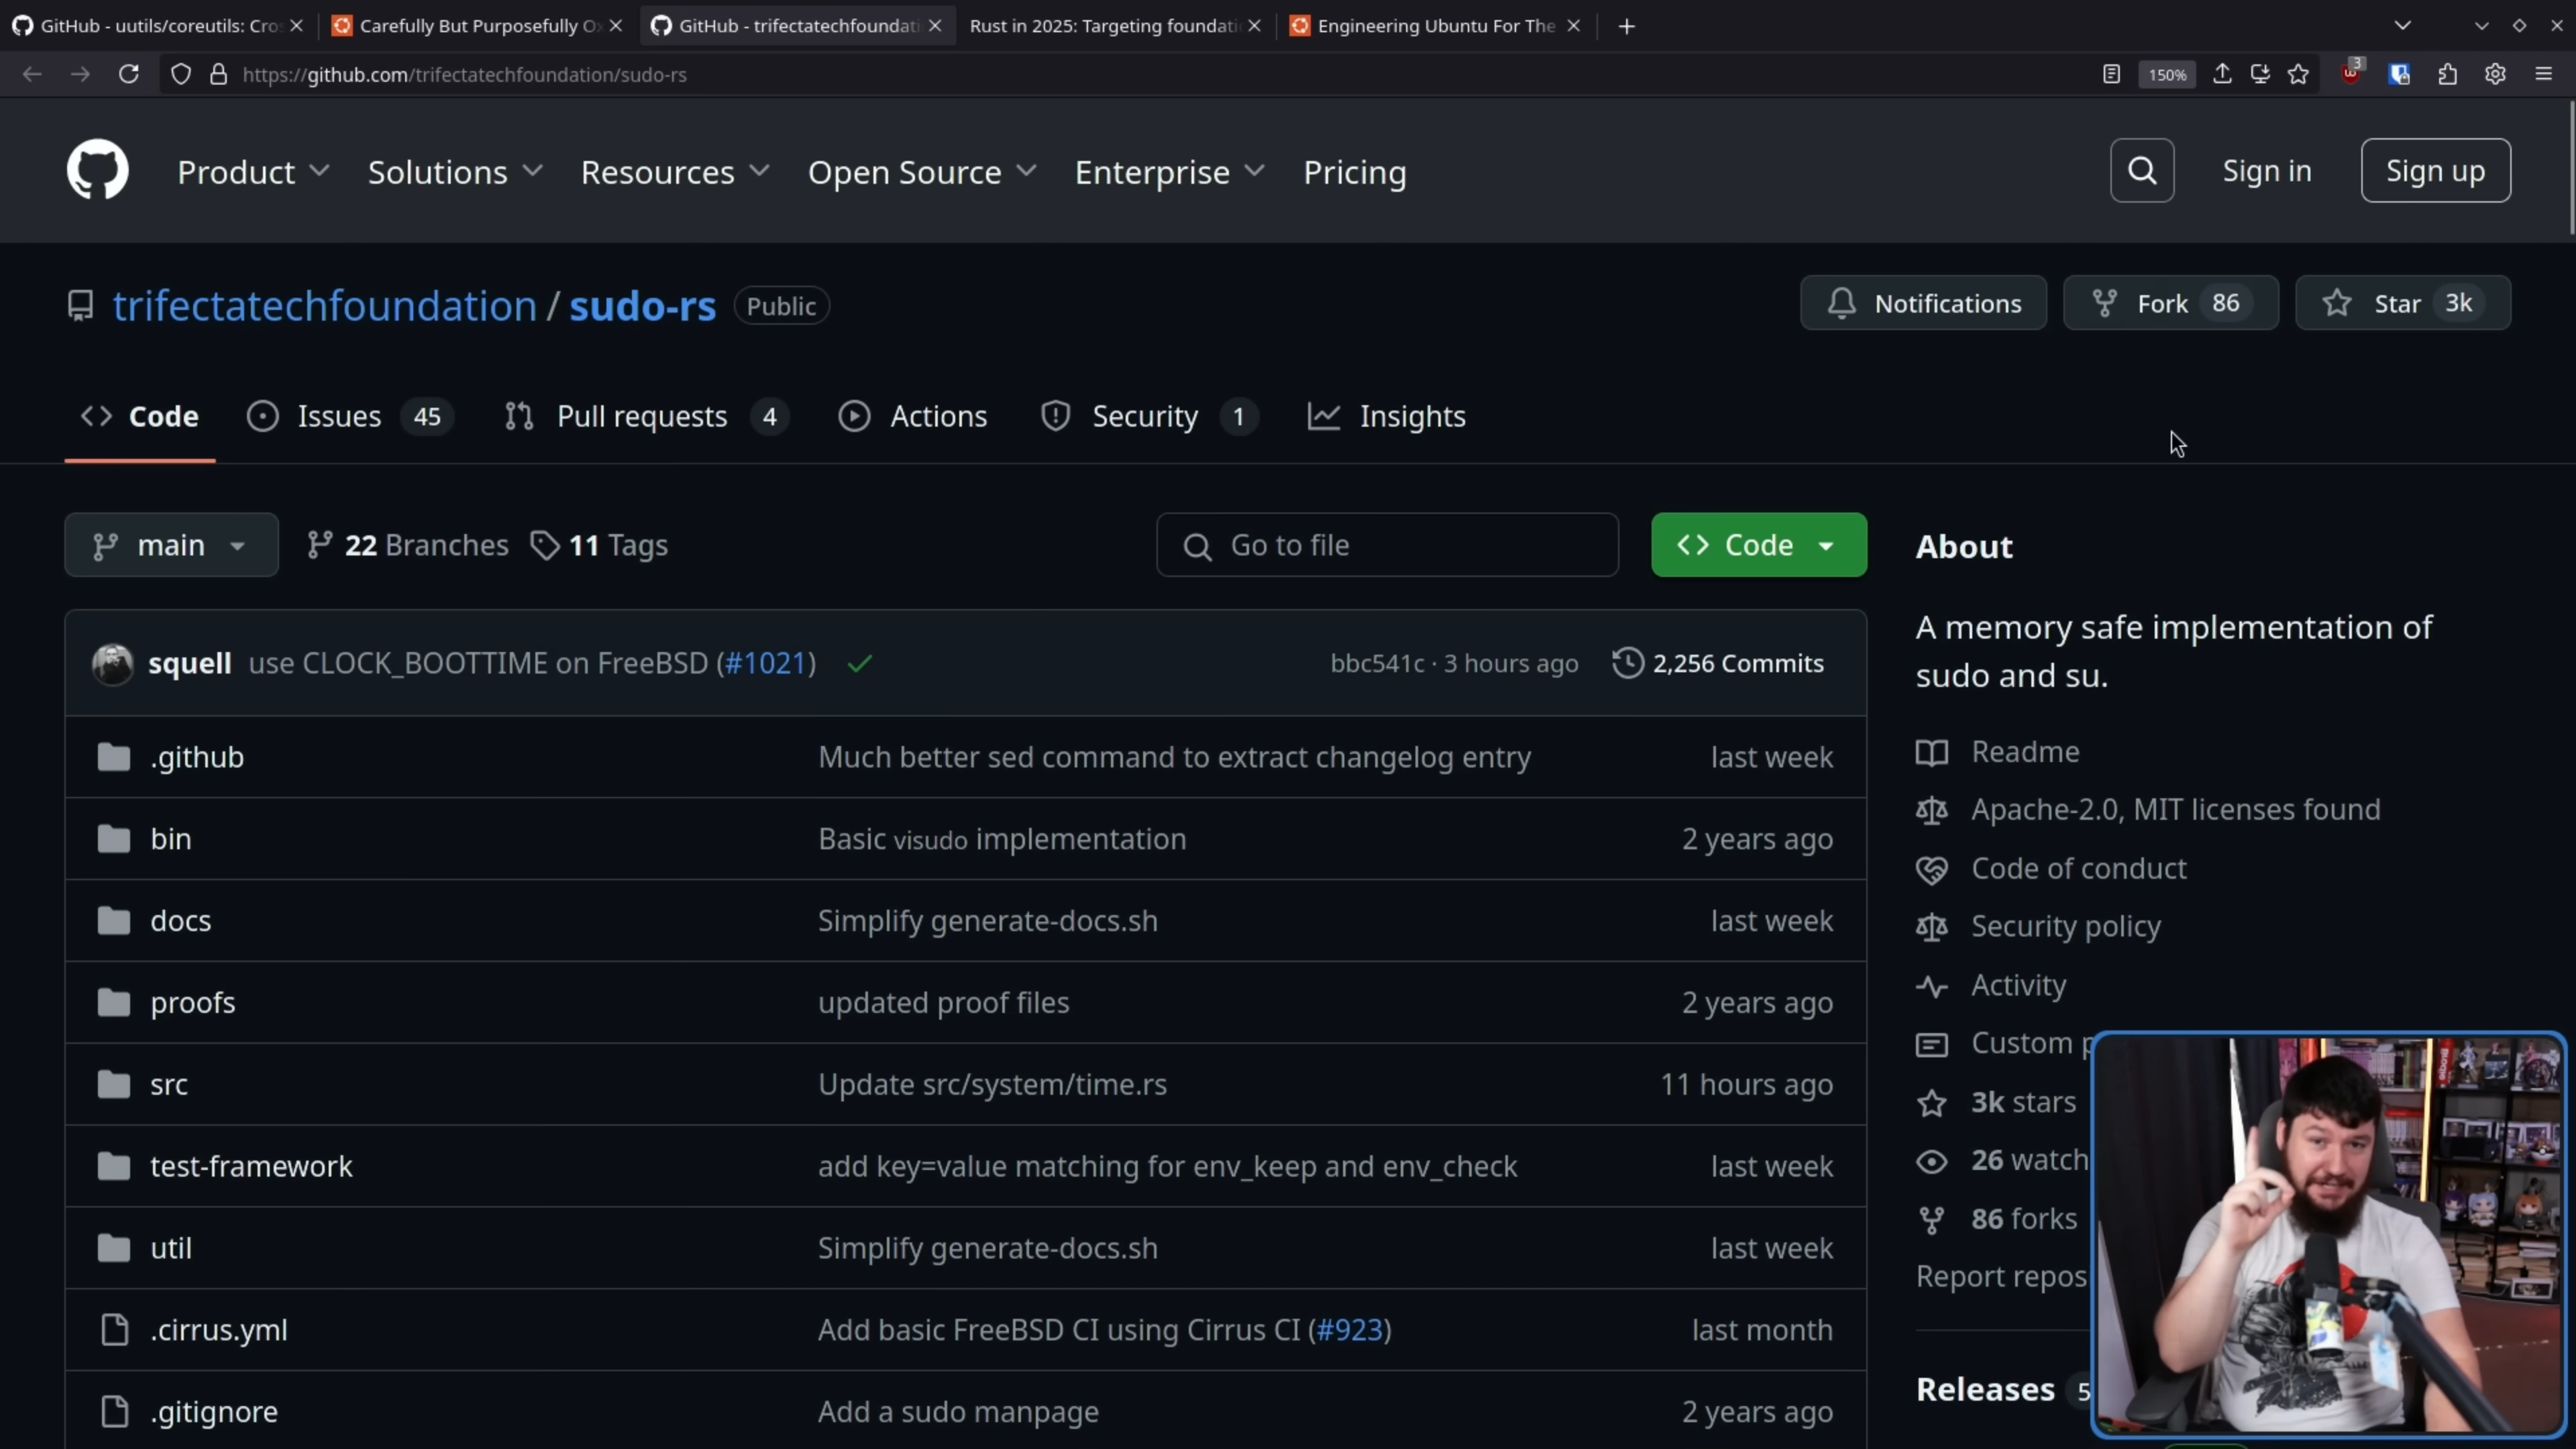 GitHub - uutils/coreutils: Cro
Carefully But Purposefully Ox
GitHub - trifectatechfoundati
Rust in 2025: Targeting foundati
Engineering Ubuntu For The
https://github.com/trifectatechfoundation/sudo-rs
150%
3
Product
Solutions
Resources
Open Source
Enterprise
Pricing
Sign in
Sign up
trifectatechfoundation / sudo-rs
Public
Notifications
Fork 86
Star 3k
Code
Issues 45
Pull requests 4
Actions
Security 1
Insights
main
22 Branches
11 Tags
Go to file
Code
squell use CLOCK_BOOTTIME on FreeBSD (#1021)
bbc541c · 3 hours ago
2,256 Commits
.github Much better sed command to extract changelog entry last week
bin Basic visudo implementation 2 years ago
docs Simplify generate-docs.sh last week
proofs updated proof files 2 years ago
src Update src/system/time.rs 11 hours ago
test-framework add key=value matching for env_keep and env_check last week
util Simplify generate-docs.sh last week
.cirrus.yml Add basic FreeBSD CI using Cirrus CI (#923) last month
.gitignore Add a sudo manpage 2 years ago
About
A memory safe implementation of
sudo and su.
Readme
Apache-2.0, MIT licenses found
Code of conduct
Security policy
Activity
Custom p
3k stars
26 watch
86 forks
Report repos
Releases 5